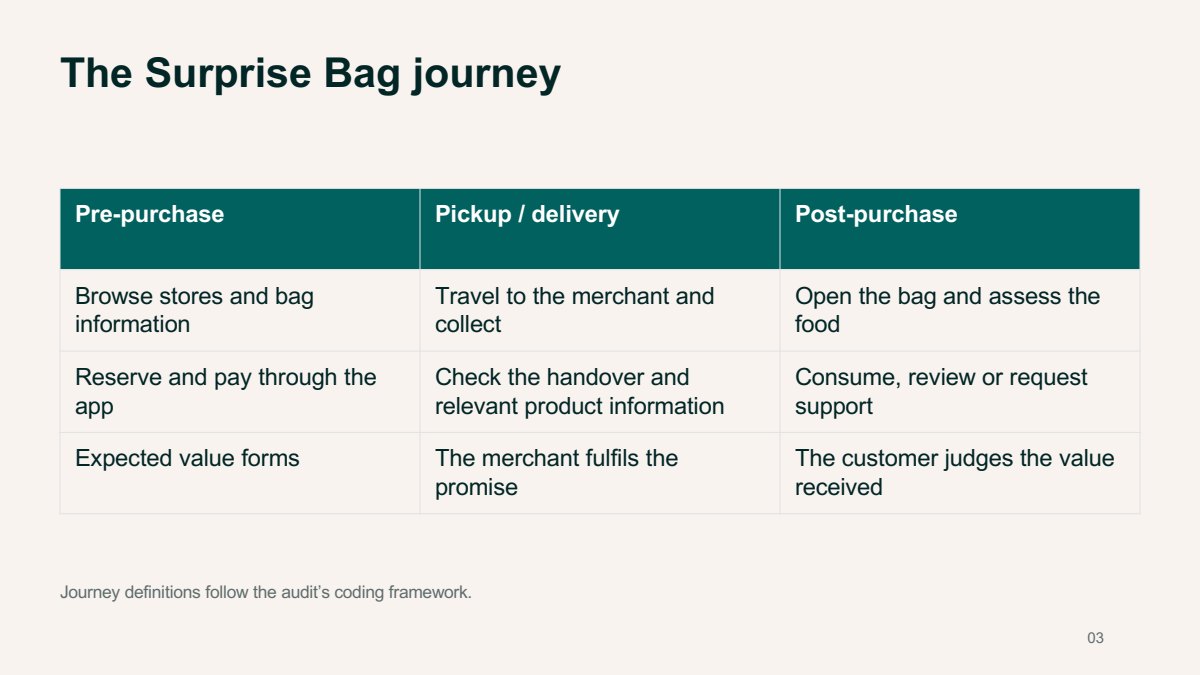 The Surprise Bag journey
Pre-purchase
Pickup / delivery
Post-purchase
Browse stores and bag
information
Travel to the merchant and
collect
Open the bag and assess the
food
Reserve and pay through the
app
Check the handover and
relevant product information
Consume, review or request
support
Expected value forms
The merchant fulfils the
promise
The customer judges the value
received
Journey definitions follow the audit’s coding framework.
03